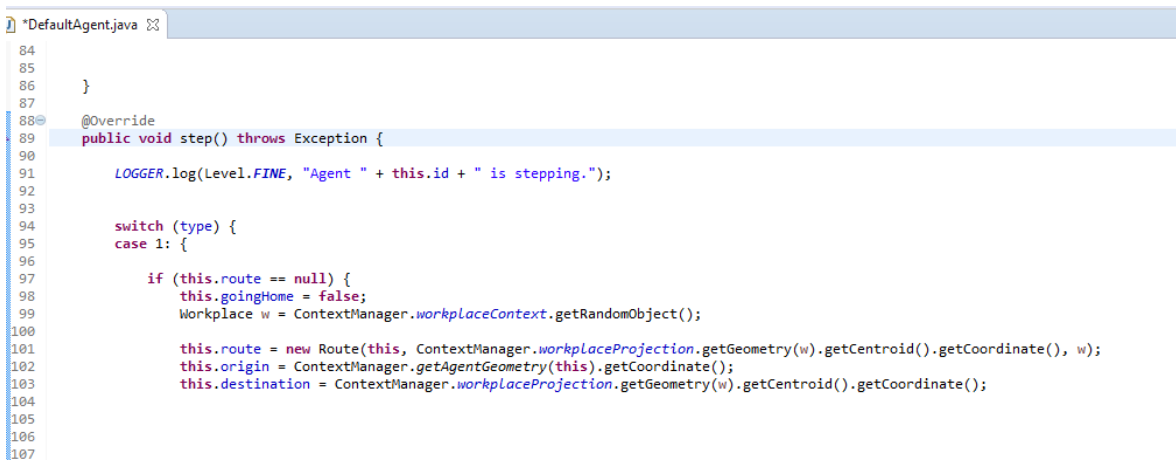 *DefaultAgent.java
84
85
86 }
87
88 @Override
89 public void step() throws Exception {
90
91 LOGGER.log(Level.FINE, "Agent " + this.id + " is stepping.");
92
93
94 switch (type) {
95 case 1: {
96
97 if (this.route == null) {
98 this.goingHome = false;
99 Workplace w = ContextManager.workplaceContext.getRandomObject();
100
101 this.route = new Route(this, ContextManager.workplaceProjection.getGeometry(w).getCentroid().getCoordinate(), w);
102 this.origin = ContextManager.getAgentGeometry(this).getCoordinate();
103 this.destination = ContextManager.workplaceProjection.getGeometry(w).getCentroid().getCoordinate();
104
105
106
107